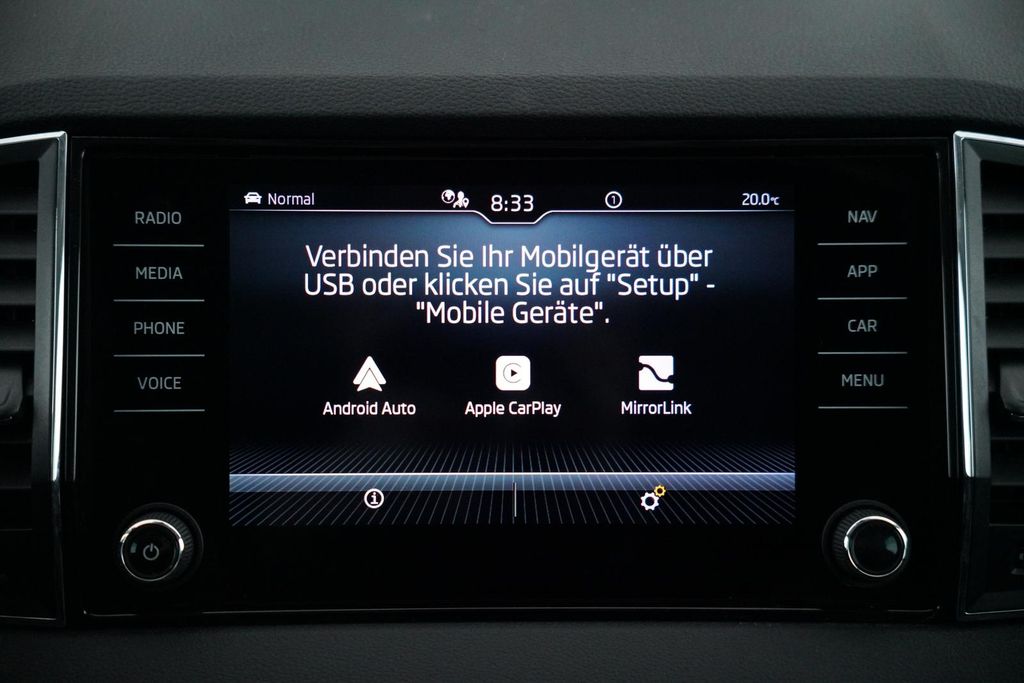 Normal
8:33
1
20.0°C
RADIO
MEDIA
PHONE
VOICE
NAV
APP
CAR
MENU
Verbinden Sie Ihr Mobilgerät über
USB oder klicken Sie auf "Setup" -
"Mobile Geräte".
Android Auto
Apple CarPlay
MirrorLink